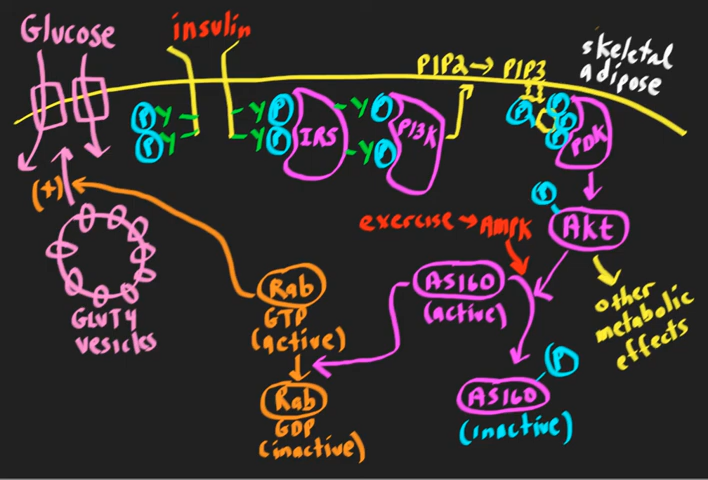 Glucose
insulin
PIP2 → PIP3
skeletal
adipose
P Y
P Y
Y P
Y P
IRS
Y P
Y P
PI3K
P
P
P
P
PDK
(+)
GLUT4
vesicles
exercise → AMPK
P
Akt
other
metabolic
effects
AS160
(active)
Rab
GTP
(active)
Rab
GDP
(inactive)
AS160
P
(inactive)